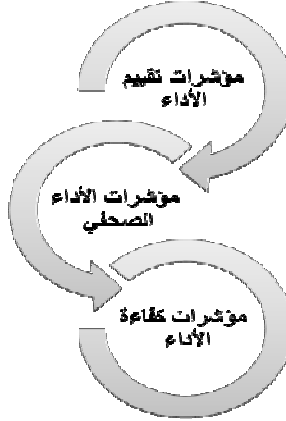 مؤشرات تقييم
الأداء
مؤشرات الأداء
الصحفي
مؤشرات كفاءة
الأداء